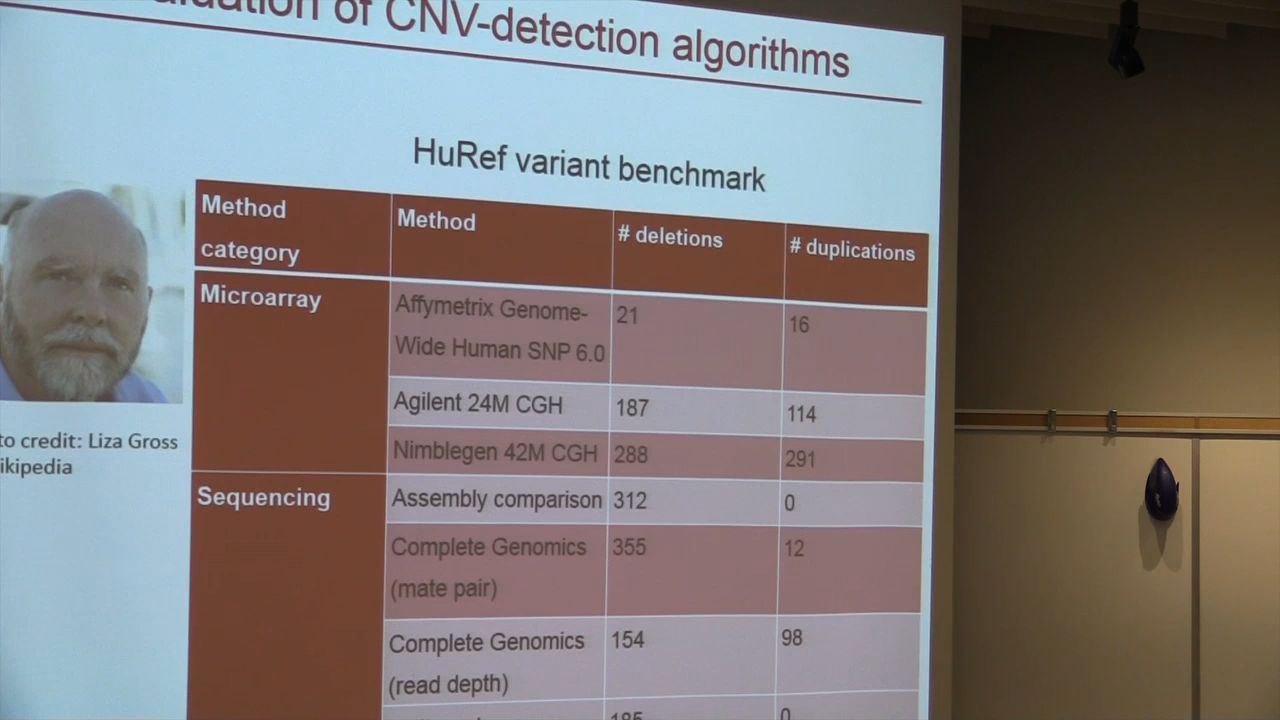 of CNV-detection algorithms
HuRef variant benchmark
Method category
Method
# deletions
# duplications
Microarray
Affymetrix Genome-
Wide Human SNP 6.0
21
16
Agilent 24M CGH
187
114
Nimblegen 42M CGH
288
291
Sequencing
Assembly comparison
312
0
Complete Genomics
(mate pair)
355
12
Complete Genomics
(read depth)
154
98
to credit: Liza Gross
ikipedia